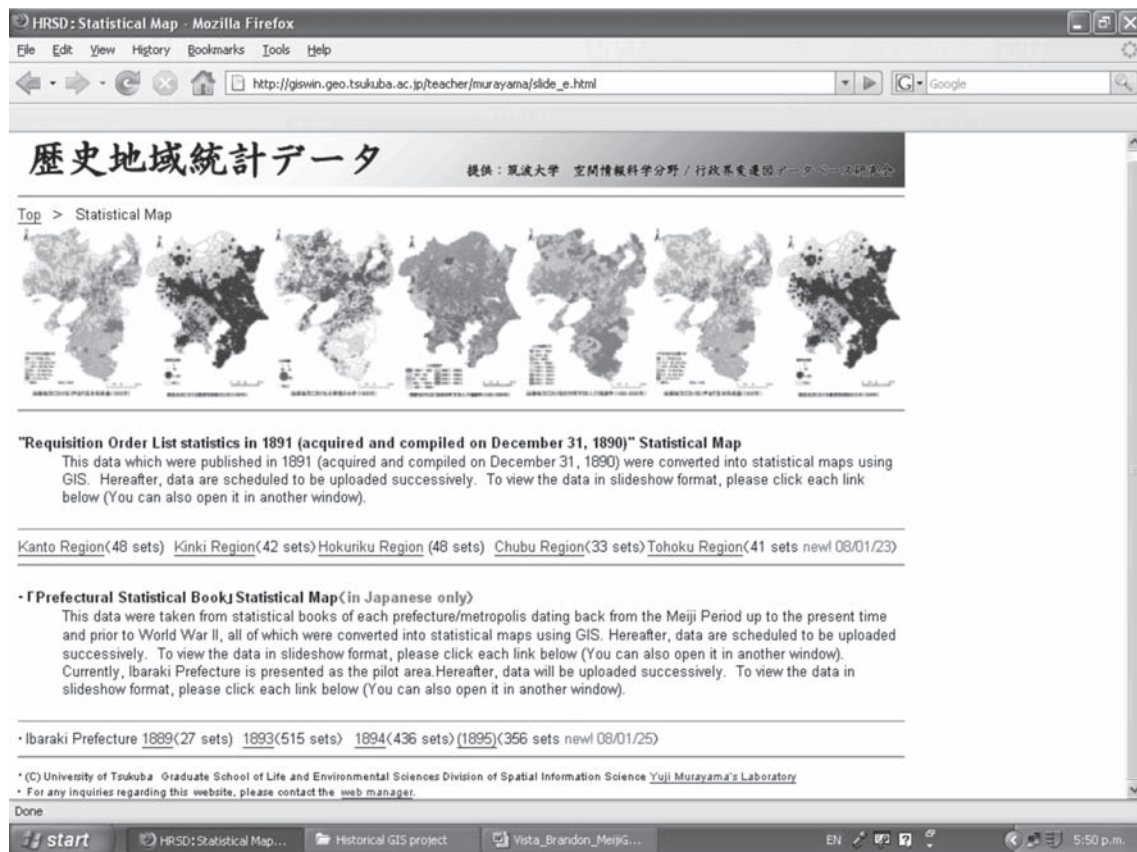 HRSD: Statistical Map - Mozilla Firefox
File Edit View History Bookmarks Tools Help
http://giswin.geo.tsukuba.ac.jp/teacher/murayama/slide_e.html
G Google
歴史地域統計データ
提供：筑波大学 空間情報科学分野 / 行政界変遷図データベース研究会
Top > Statistical Map
"Requisition Order List statistics in 1891 (acquired and compiled on December 31, 1890)" Statistical Map
This data which were published in 1891 (acquired and compiled on December 31, 1890) were converted into statistical maps using
GIS. Hereafter, data are scheduled to be uploaded successively. To view the data in slideshow format, please click each link
below (You can also open it in another window).
Kanto Region(48 sets) Kinki Region(42 sets) Hokuriku Region (48 sets) Chubu Region(33 sets) Tohoku Region(41 sets new! 08/01/23)
・「Prefectural Statistical Book」 Statistical Map(in Japanese only)
This data were taken from statistical books of each prefecture/metropolis dating back from the Meiji Period up to the present time
and prior to World War II, all of which were converted into statistical maps using GIS. Hereafter, data are scheduled to be uploaded
successively. To view the data in slideshow format, please click each link below (You can also open it in another window).
Currently, Ibaraki Prefecture is presented as the pilot area.Hereafter, data will be uploaded successively. To view the data in
slideshow format, please click each link below (You can also open it in another window).
・Ibaraki Prefecture 1889(27 sets) 1893(515 sets) 1894(436 sets) (1895)(356 sets new! 08/01/25)
* (C) University of Tsukuba Graduate School of Life and Environmental Sciences Division of Spatial Information Science Yuji Murayama's Laboratory
・ For any inquiries regarding this website, please contact the web manager.
Done
start HRSD: Statistical Map... Historical GIS project Vista_Brandon_MeijiG... EN 5:50 p.m.